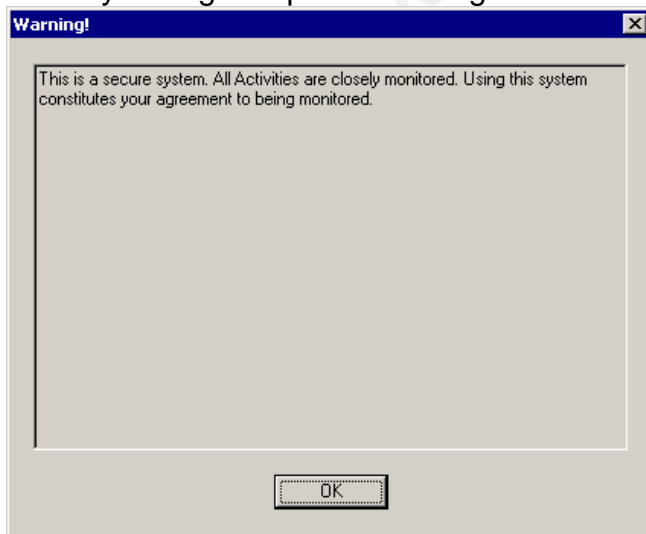 Warning!
This is a secure system. All Activities are closely monitored. Using this system
constitutes your agreement to being monitored.
OK